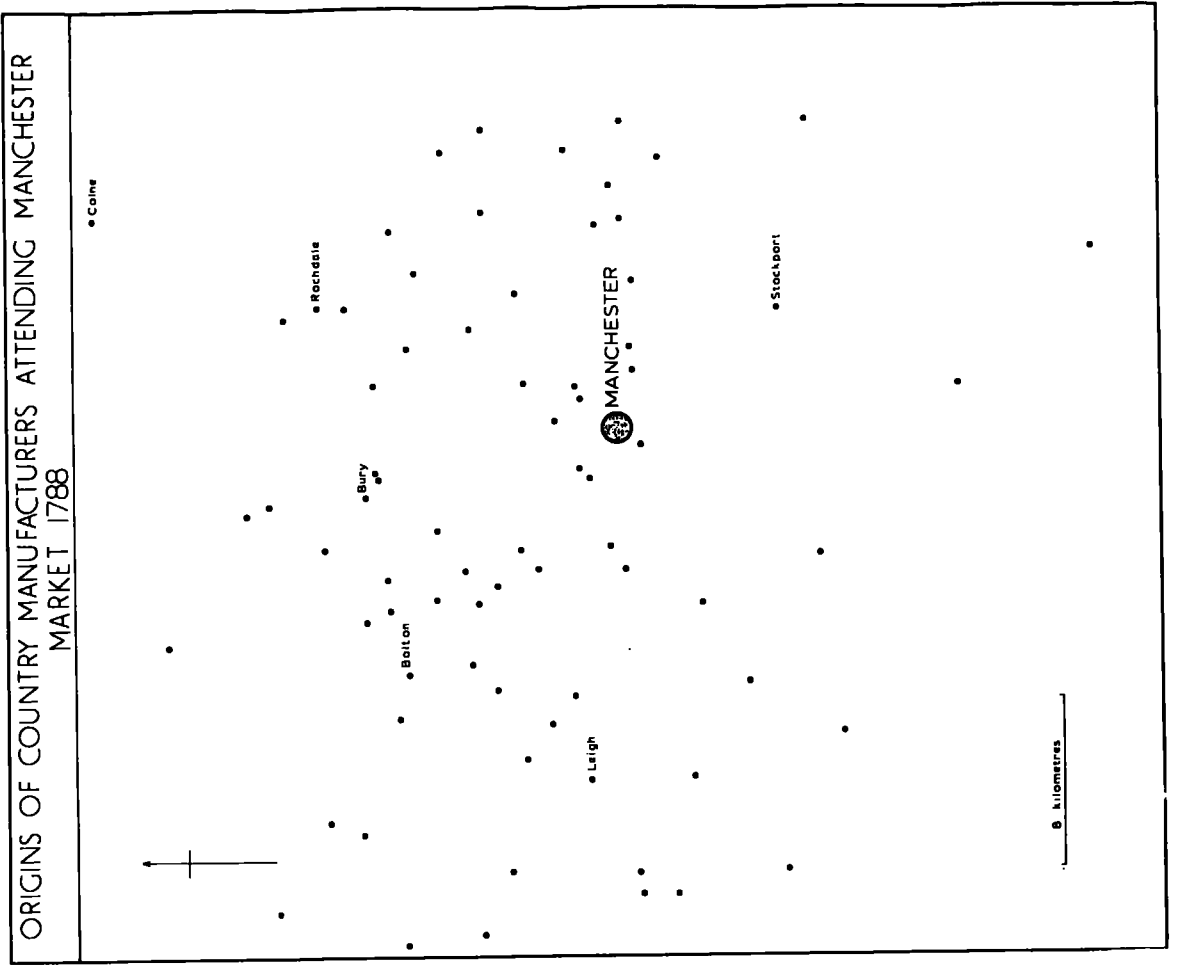 ORIGINS OF COUNTRY MANUFACTURERS ATTENDING MANCHESTER
MARKET 1788
Colne
Rochdale
Bury
Bolton
MANCHESTER
Leigh
Stockport
8 kilometres